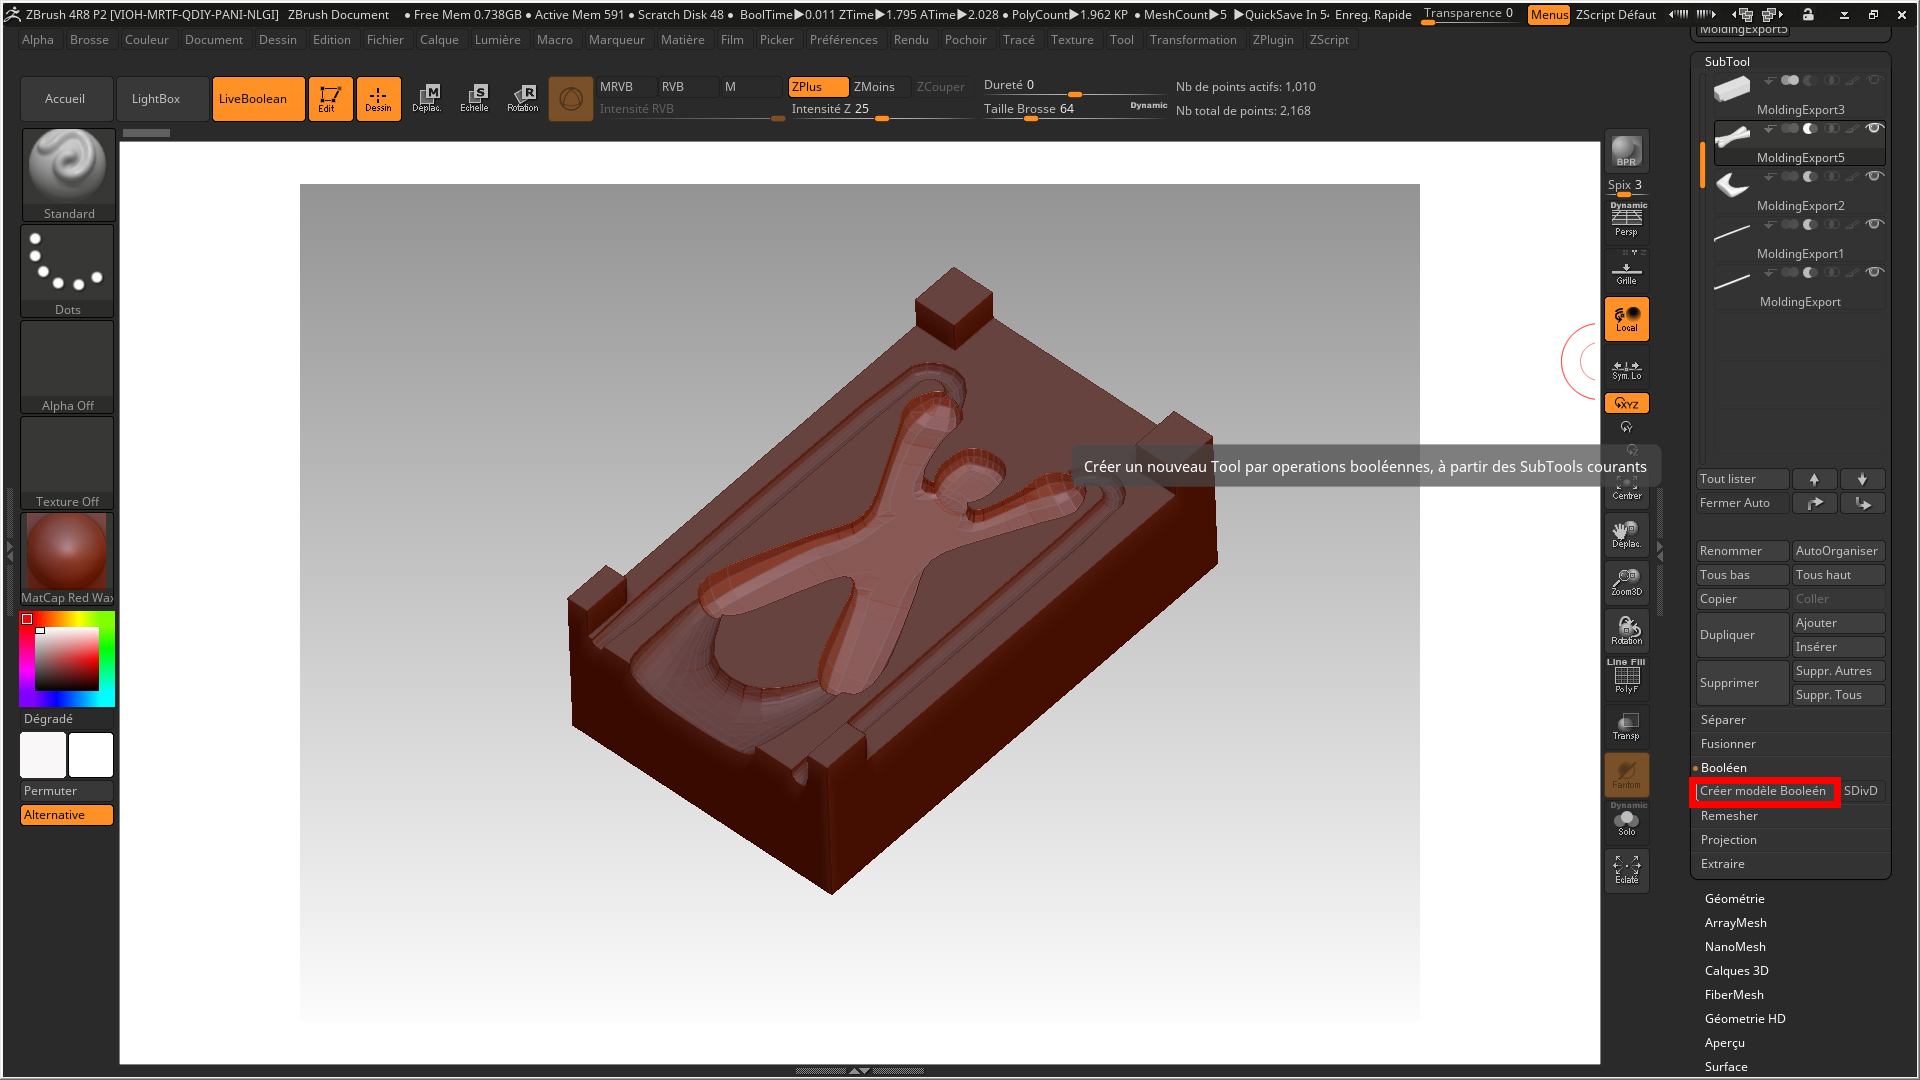 ZBrush 4R8 P2 [VIOH-MRTF-QDIY-PANI-NLGI] ZBrush Document ● Free Mem 0.738GB ● Active Mem 591 ● Scratch Disk 48 ● BoolTime▶0.011 ZTime▶1.795 ATime▶2.028 ● PolyCount▶1.962 KP ● MeshCount▶5 ▶QuickSave In 5 Enreg. Rapide Transparence 0 Menus ZScript Défaut
Alpha Brosse Couleur Document Dessin Edition Fichier Calque Lumière Macro Marqueur Matière Film Picker Préférences Rendu Pochoir Tracé Texture Tool Transformation ZPlugin ZScript
Accueil LightBox LiveBoolean Edit Dessin Déplac. Echelle Rotation
MRVB RVB M ZPlus ZMoins ZCouper Dureté 0 Nb de points actifs: 1,010
Intensité RVB Intensité Z 25 Taille Brosse 64 Dynamic Nb total de points: 2,168
Standard
Dots
Alpha Off
Texture Off
MatCap Red Wax
Dégradé
Permuter
Alternative
Créer un nouveau Tool par operations booléennes, à partir des SubTools courants
BPR
Spix 3
Dynamic
Persp
Grille
Local
Sym. Lo
XYZ
Y
Z
Centrer
Déplac.
Zoom3D
Rotation
Line Fill
PolyF
Transp
Fantom
Dynamic
Solo
Eclaté
MoldingExport5
SubTool
MoldingExport3
MoldingExport5
MoldingExport2
MoldingExport1
MoldingExport
Tout lister
Fermer Auto
Renommer AutoOrganiser
Tous bas Tous haut
Copier Coller
Dupliquer Ajouter
Insérer
Supprimer Suppr. Autres
Suppr. Tous
Séparer
Fusionner
Booléen
Créer modèle Booleén SDivD
Remesher
Projection
Extraire
Géométrie
ArrayMesh
NanoMesh
Calques 3D
FiberMesh
Géometrie HD
Aperçu
Surface